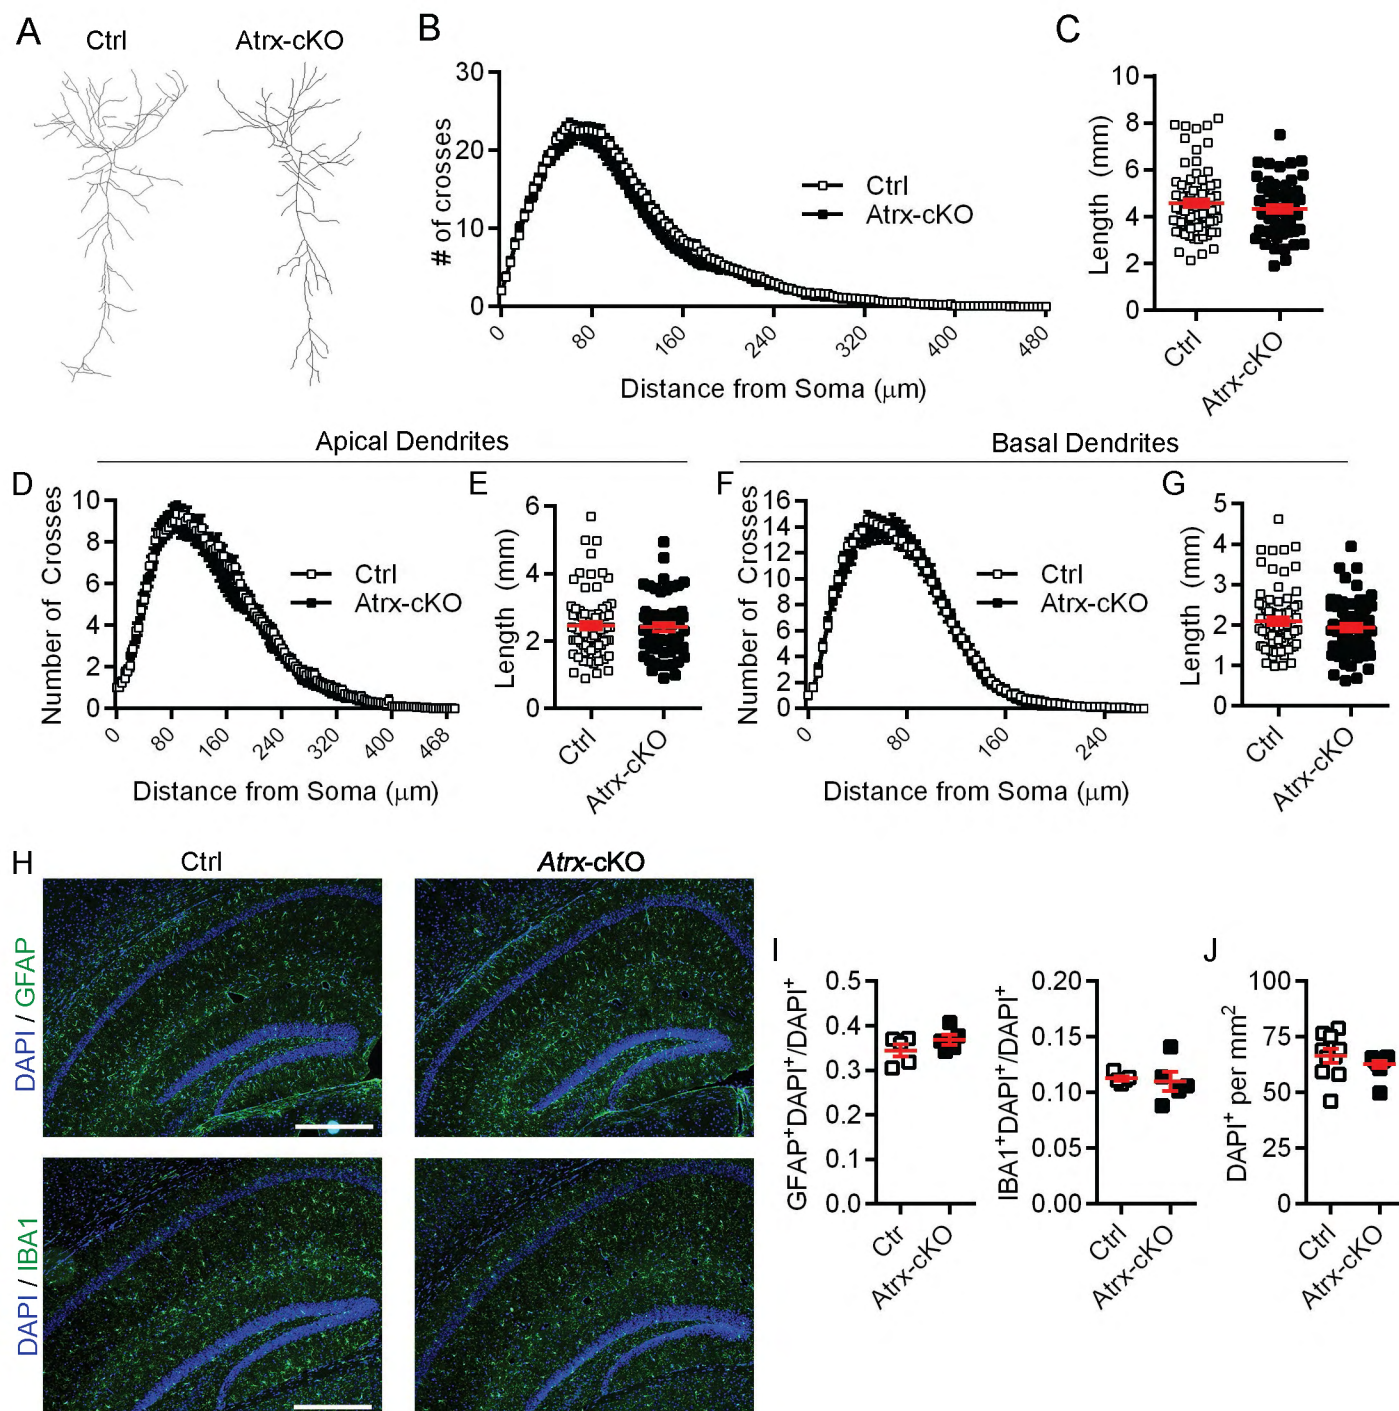 A
Ctrl
Atrx-cKO
B
# of crosses
30
20
10
0
0
80
160
240
320
400
480
Distance from Soma (μm)
Ctrl
Atrx-cKO
C
Length (mm)
10
8
6
4
2
0
Ctrl
Atrx-cKO
Apical Dendrites
Basal Dendrites
D
Number of Crosses
10
8
6
4
2
0
0
80
160
240
320
400
468
Distance from Soma (μm)
Ctrl
Atrx-cKO
E
Length (mm)
6
4
2
0
Ctrl
Atrx-cKO
F
Number of Crosses
16
14
12
10
8
6
4
2
0
0
80
160
240
Distance from Soma (μm)
Ctrl
Atrx-cKO
G
Length (mm)
5
4
3
2
1
0
Ctrl
Atrx-cKO
H
Ctrl
Atrx-cKO
DAPI / GFAP
DAPI / IBA1
I
GFAP⁺DAPI⁺/DAPI⁺
0.5
0.4
0.3
0.2
0.1
0.0
Ctr
Atrx-cKO
IBA1⁺DAPI⁺/DAPI⁺
0.20
0.15
0.10
0.05
0.00
Ctrl
Atrx-cKO
J
DAPI⁺ per mm²
100
75
50
25
0
Ctrl
Atrx-cKO